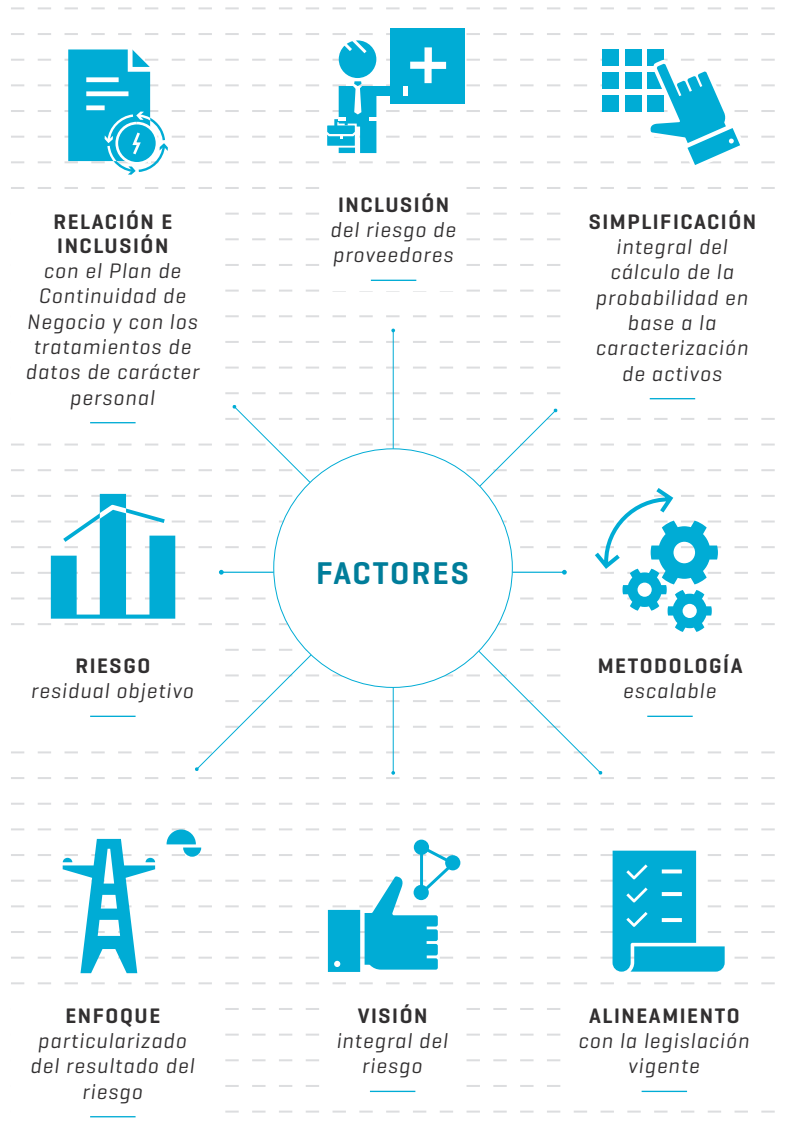 RELACIÓN E
INCLUSIÓN
con el Plan de
Continuidad de
Negocio y con los
tratamientos de
datos de carácter
personal
INCLUSIÓN
del riesgo de
proveedores
SIMPLIFICACIÓN
integral del
cálculo de la
probabilidad en
base a la
caracterización
de activos
FACTORES
RIESGO
residual objetivo
METODOLOGÍA
escalable
ENFOQUE
particularizado
del resultado del
riesgo
VISIÓN
integral del
riesgo
ALINEAMIENTO
con la legislación
vigente